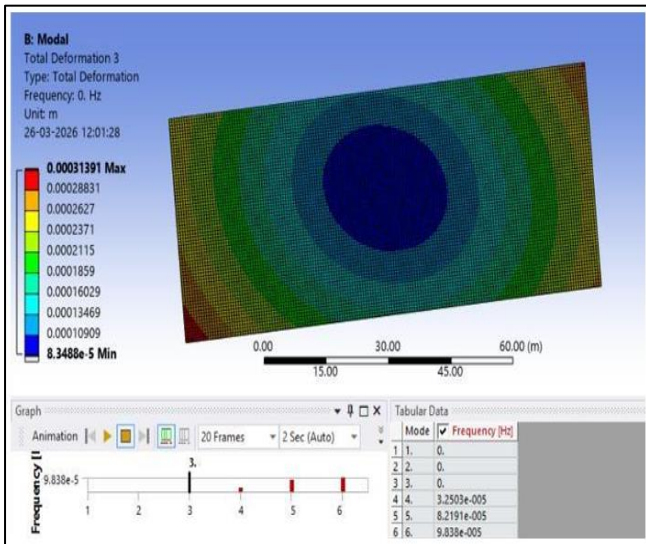 B: Modal
Total Deformation 3
Type: Total Deformation
Frequency: 0. Hz
Unit: m
26-03-2026 12:01:28
0.00031391 Max
0.00028831
0.0002627
0.0002371
0.0002115
0.0001859
0.00016029
0.00013469
0.00010909
8.3488e-5 Min
0.00 30.00 60.00 (m)
15.00 45.00
Graph
Animation 20 Frames 2 Sec (Auto)
3.
Frequency [
9.838e-5
1 2 3 4 5 6
Tabular Data
Mode Frequency [Hz]
1 1. 0.
2 2. 0.
3 3. 0.
4 4. 3.2503e-005
5 5. 8.2191e-005
6 6. 9.838e-005